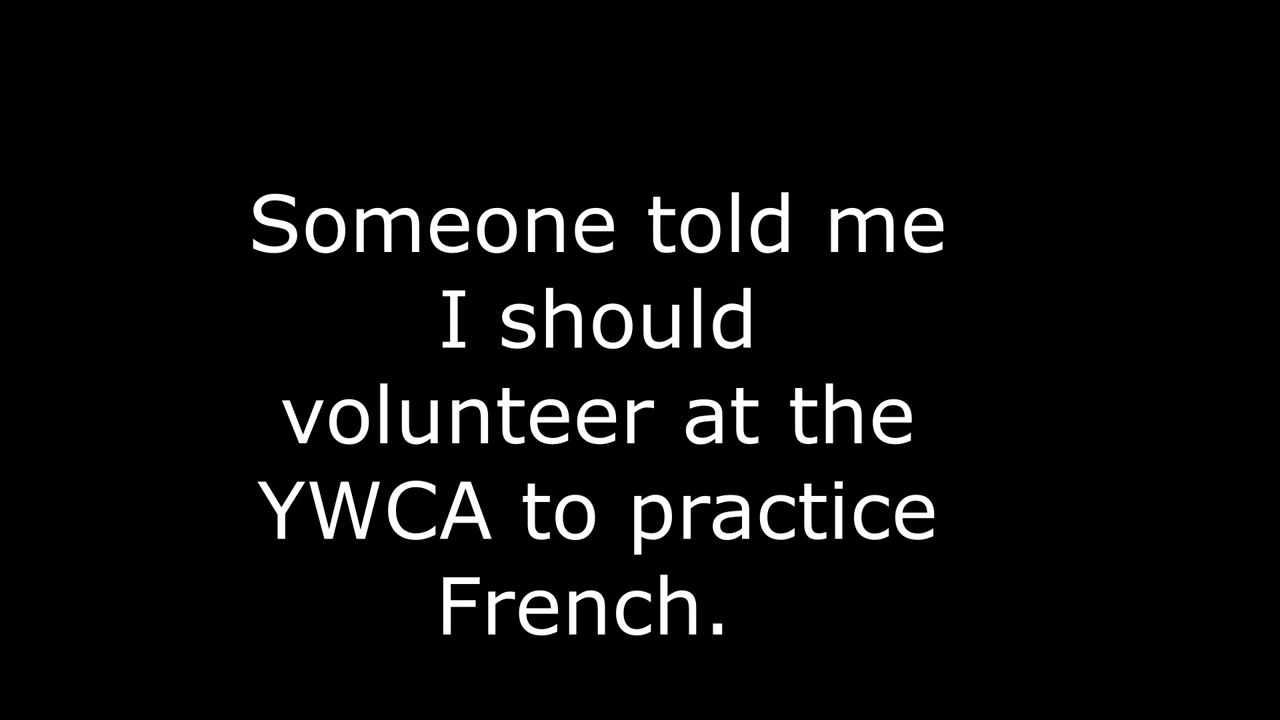 Someone told me
I should
volunteer at the
YWCA to practice
French.